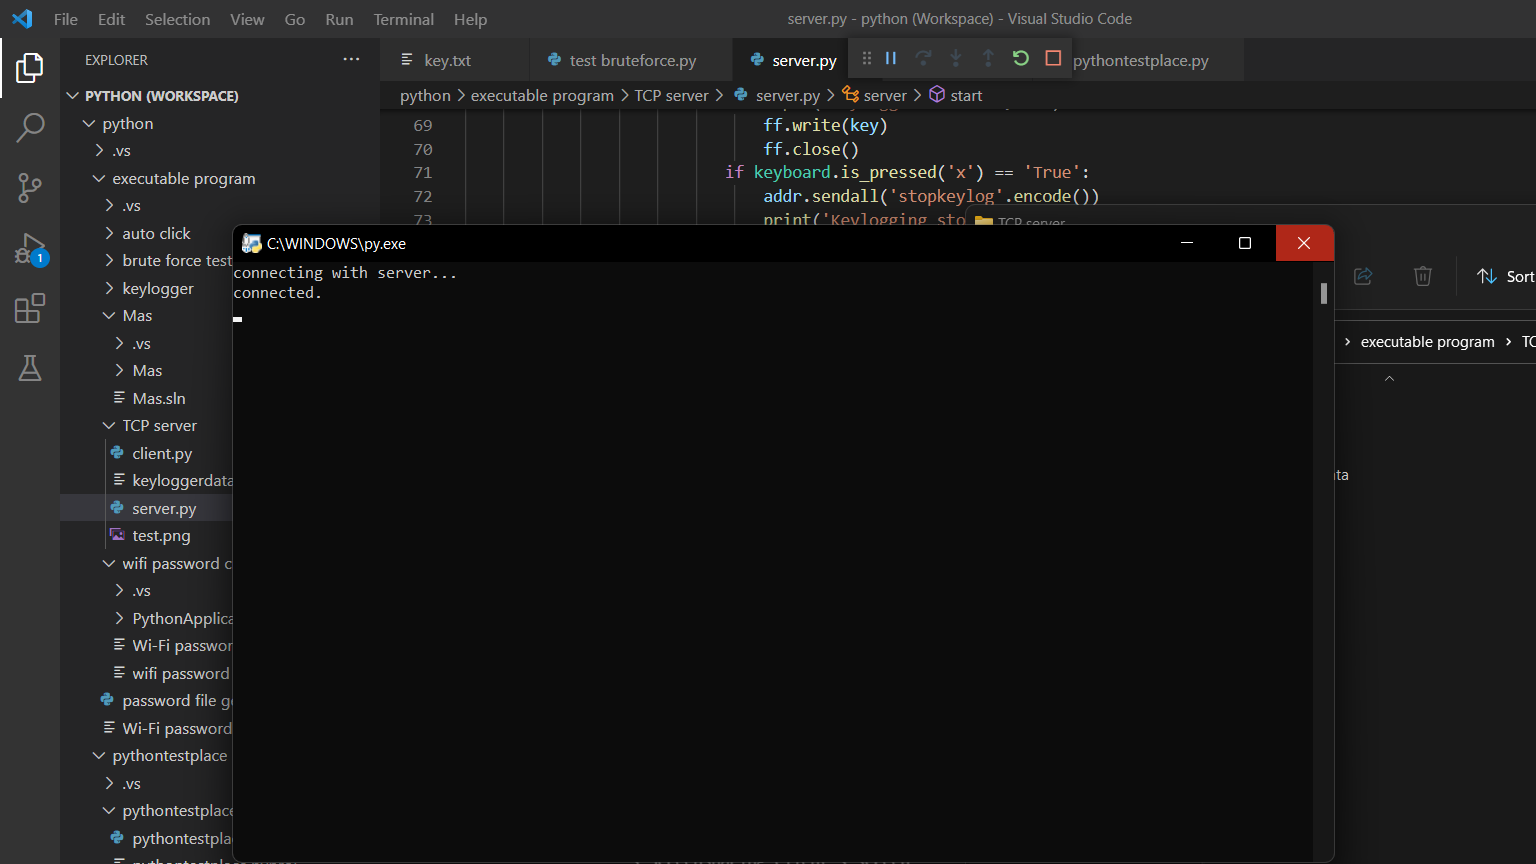 File Edit Selection View Go Run Terminal Help
server.py - python (Workspace) - Visual Studio Code
EXPLORER
key.txt
test bruteforce.py
server.py
pythontestplace.py
PYTHON (WORKSPACE)
python > executable program > TCP server > server.py > server > start
python
.vs
executable program
.vs
auto click
brute force test
keylogger
Mas
.vs
Mas
Mas.sln
TCP server
client.py
keyloggerdata
server.py
test.png
wifi password c
.vs
PythonApplica
Wi-Fi passwor
wifi password
password file g
Wi-Fi password
pythontestplace
.vs
pythontestplace
pythontestpla
1
69 ff.write(key)
70 ff.close()
71 if keyboard.is_pressed('x') == 'True':
72 addr.sendall('stopkeylog'.encode())
73 print('Keylogging sto
TCP server
C:\WINDOWS\py.exe
connecting with server...
connected.
Sort
> executable program > TC
ata